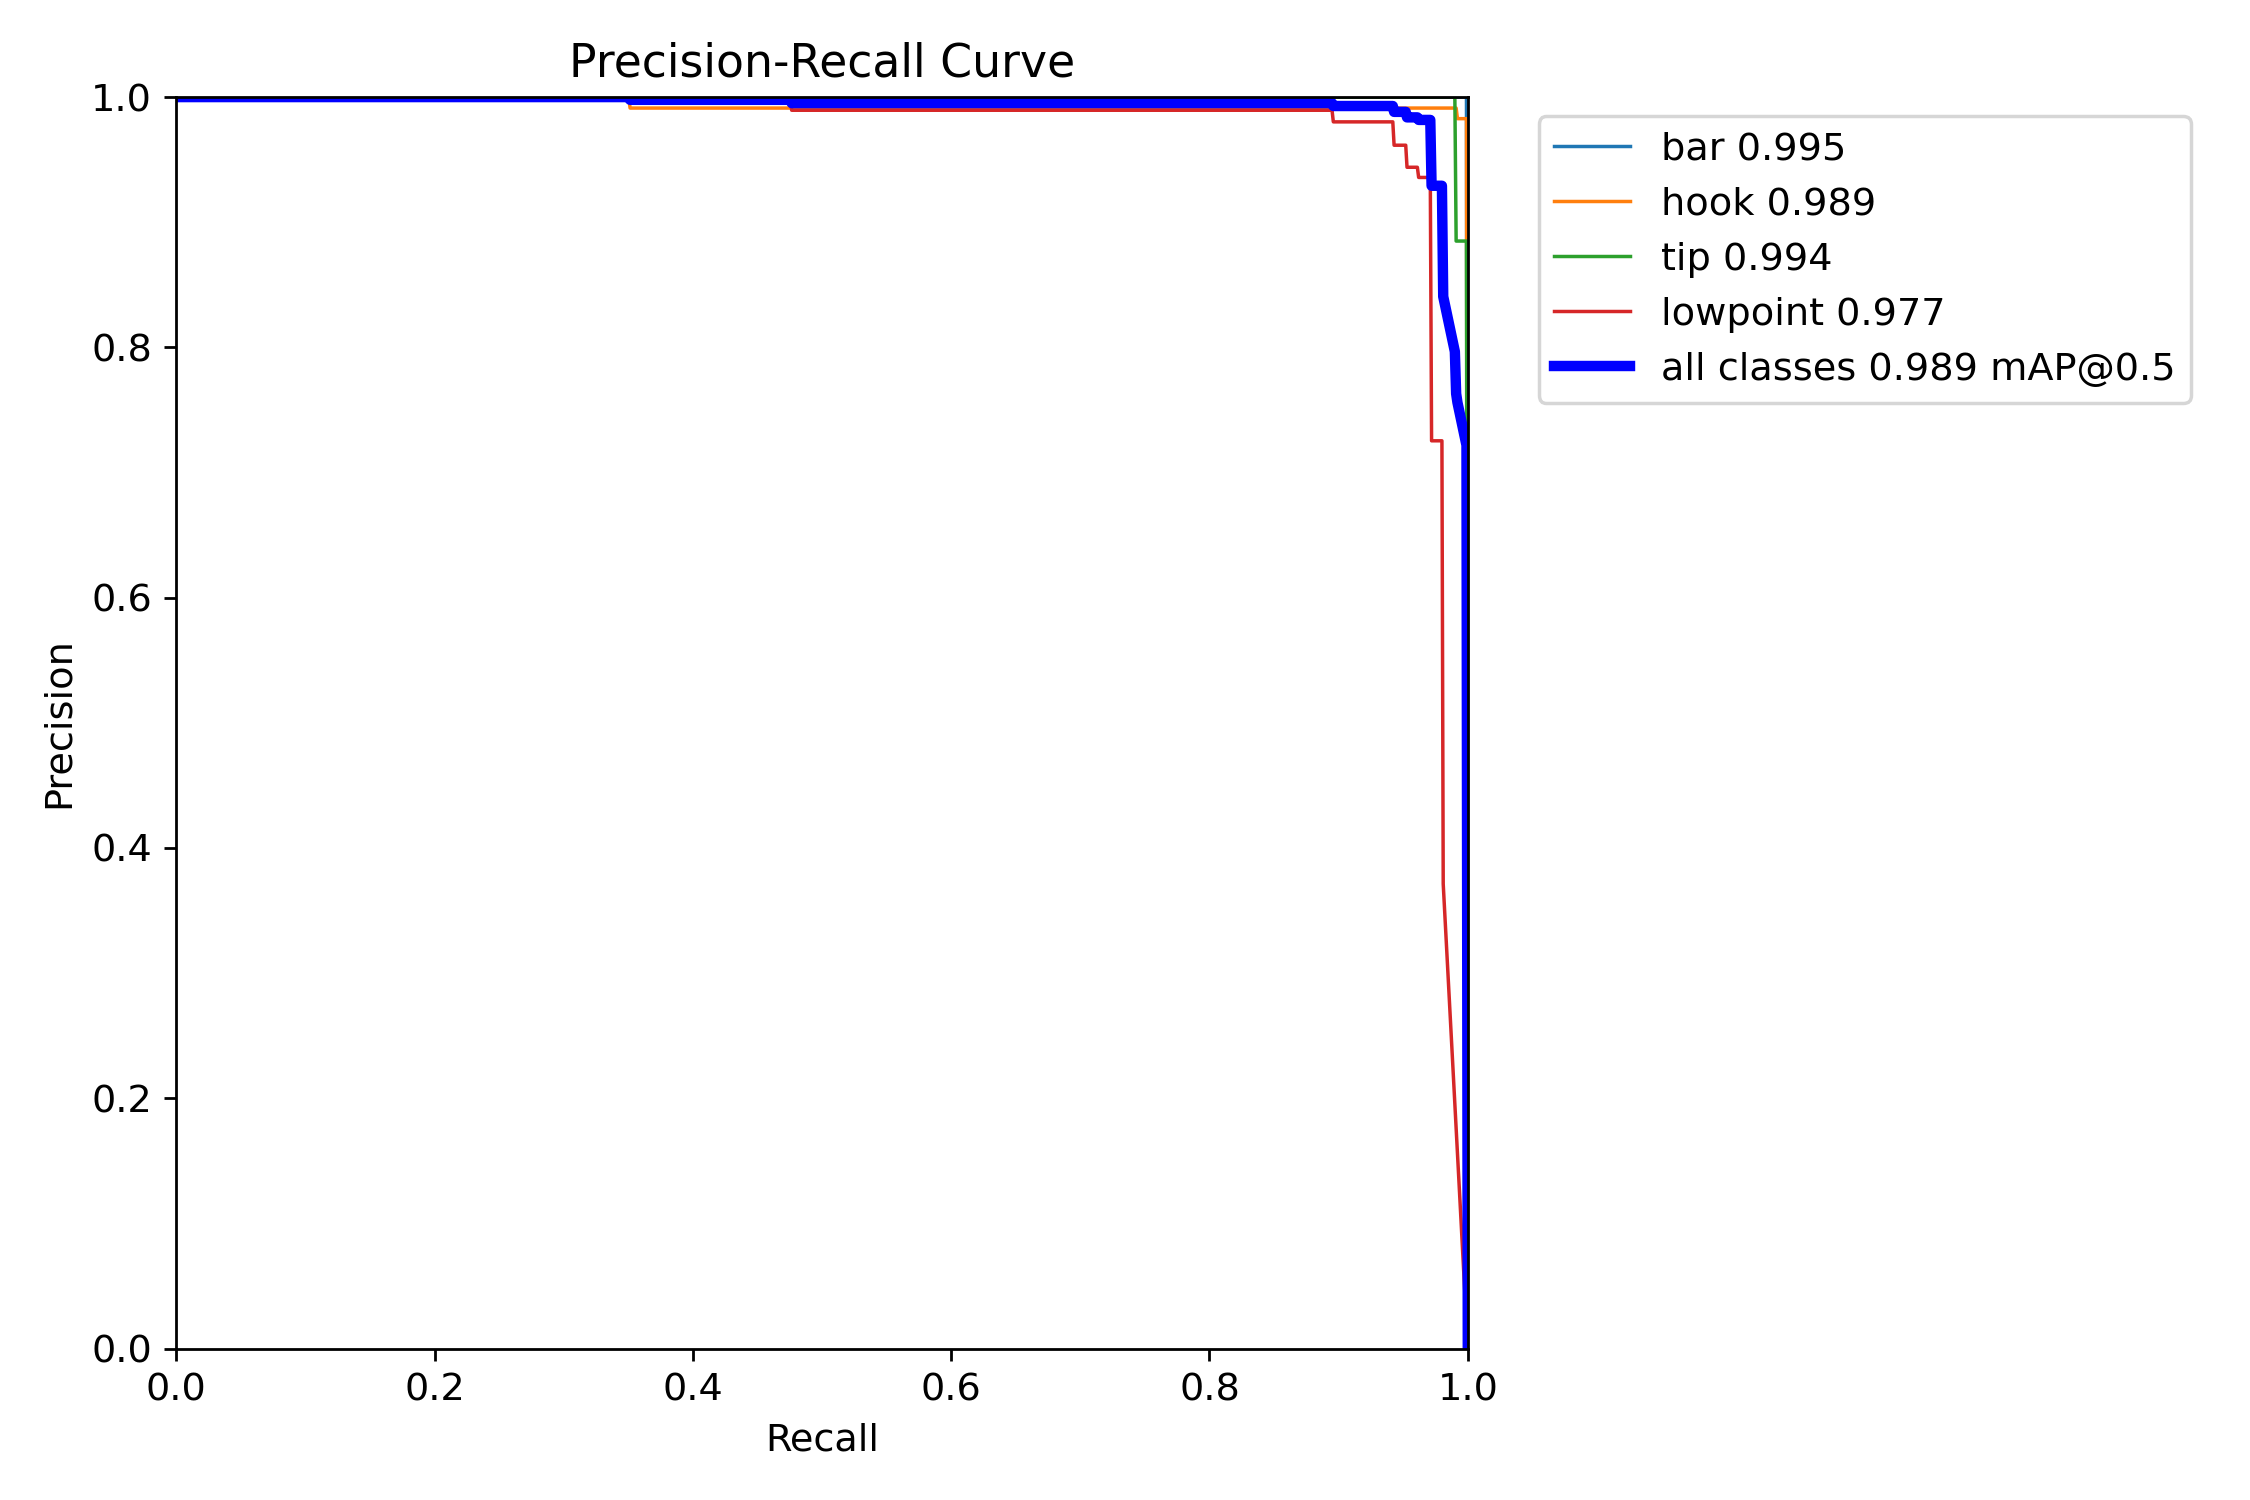 Precision-Recall Curve
1.0
0.8
0.6
0.4
0.2
0.0
Precision
0.0 0.2 0.4 0.6 0.8 1.0
Recall
bar 0.995
hook 0.989
tip 0.994
lowpoint 0.977
all classes 0.989 mAP@0.5